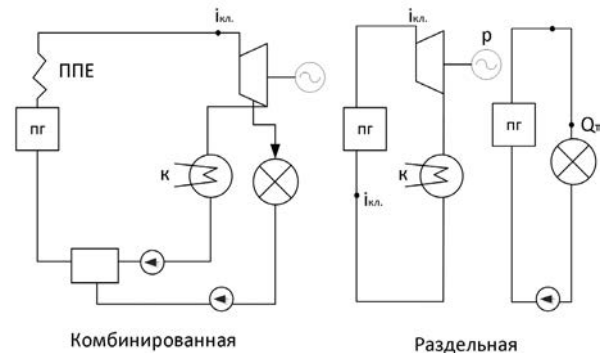 iкл.
ППЕ
пг
К
Комбинированная
iкл.
p
пг
К
iкл.
пг
Qт
Раздельная